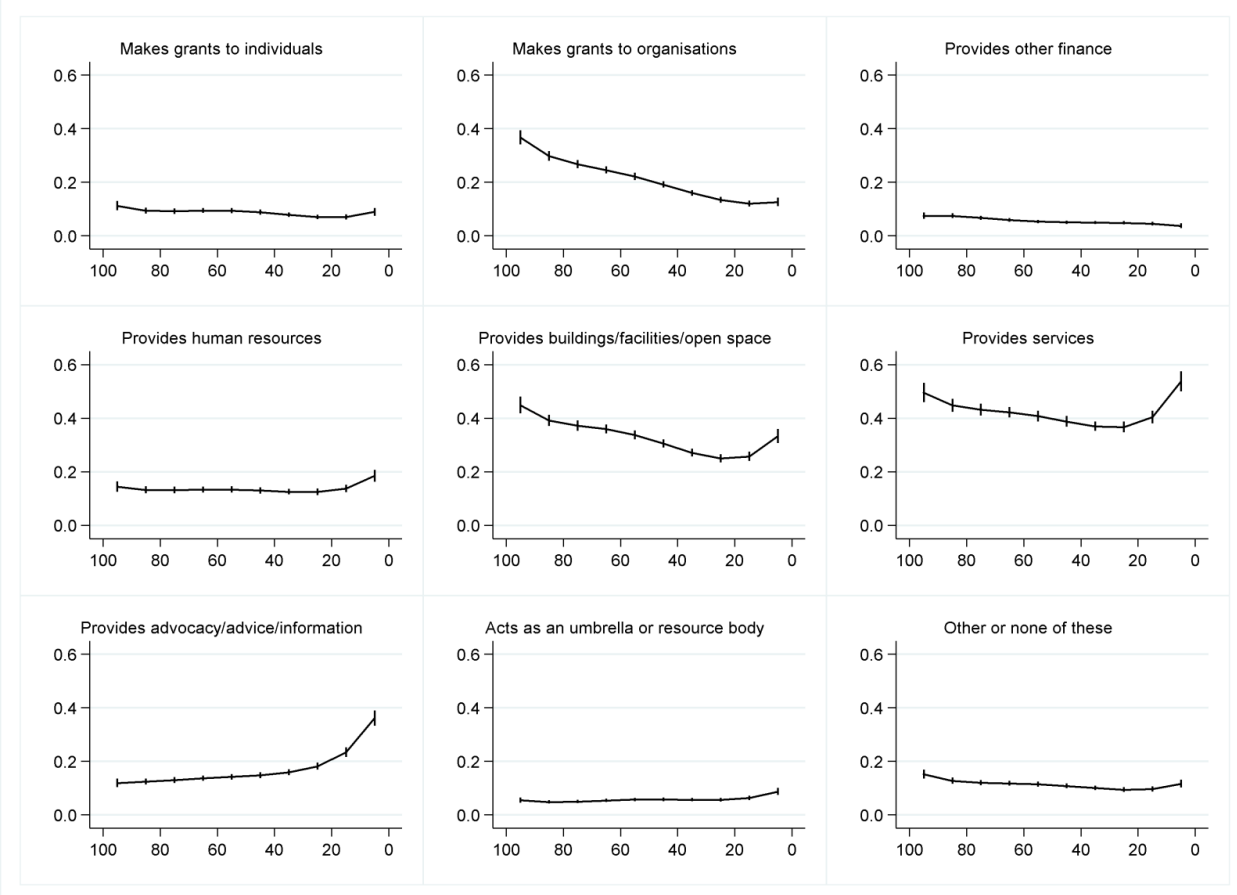 Makes grants to individuals
0.6
0.4
0.2
0.0
100 80 60 40 20 0
Makes grants to organisations
0.6
0.4
0.2
0.0
100 80 60 40 20 0
Provides other finance
0.6
0.4
0.2
0.0
100 80 60 40 20 0
Provides human resources
0.6
0.4
0.2
0.0
100 80 60 40 20 0
Provides buildings/facilities/open space
0.6
0.4
0.2
0.0
100 80 60 40 20 0
Provides services
0.6
0.4
0.2
0.0
100 80 60 40 20 0
Provides advocacy/advice/information
0.6
0.4
0.2
0.0
100 80 60 40 20 0
Acts as an umbrella or resource body
0.6
0.4
0.2
0.0
100 80 60 40 20 0
Other or none of these
0.6
0.4
0.2
0.0
100 80 60 40 20 0